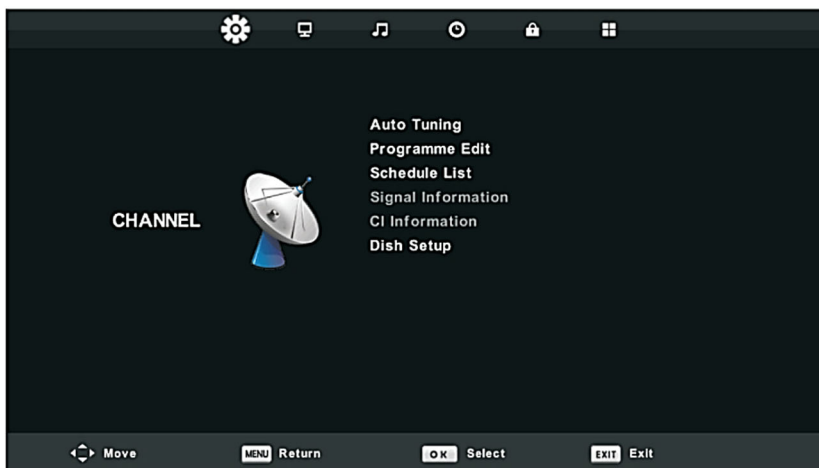 Auto Tuning
Programme Edit
Schedule List
Signal Information
CI Information
Dish Setup
CHANNEL
Move MENU Return OK Select EXIT Exit